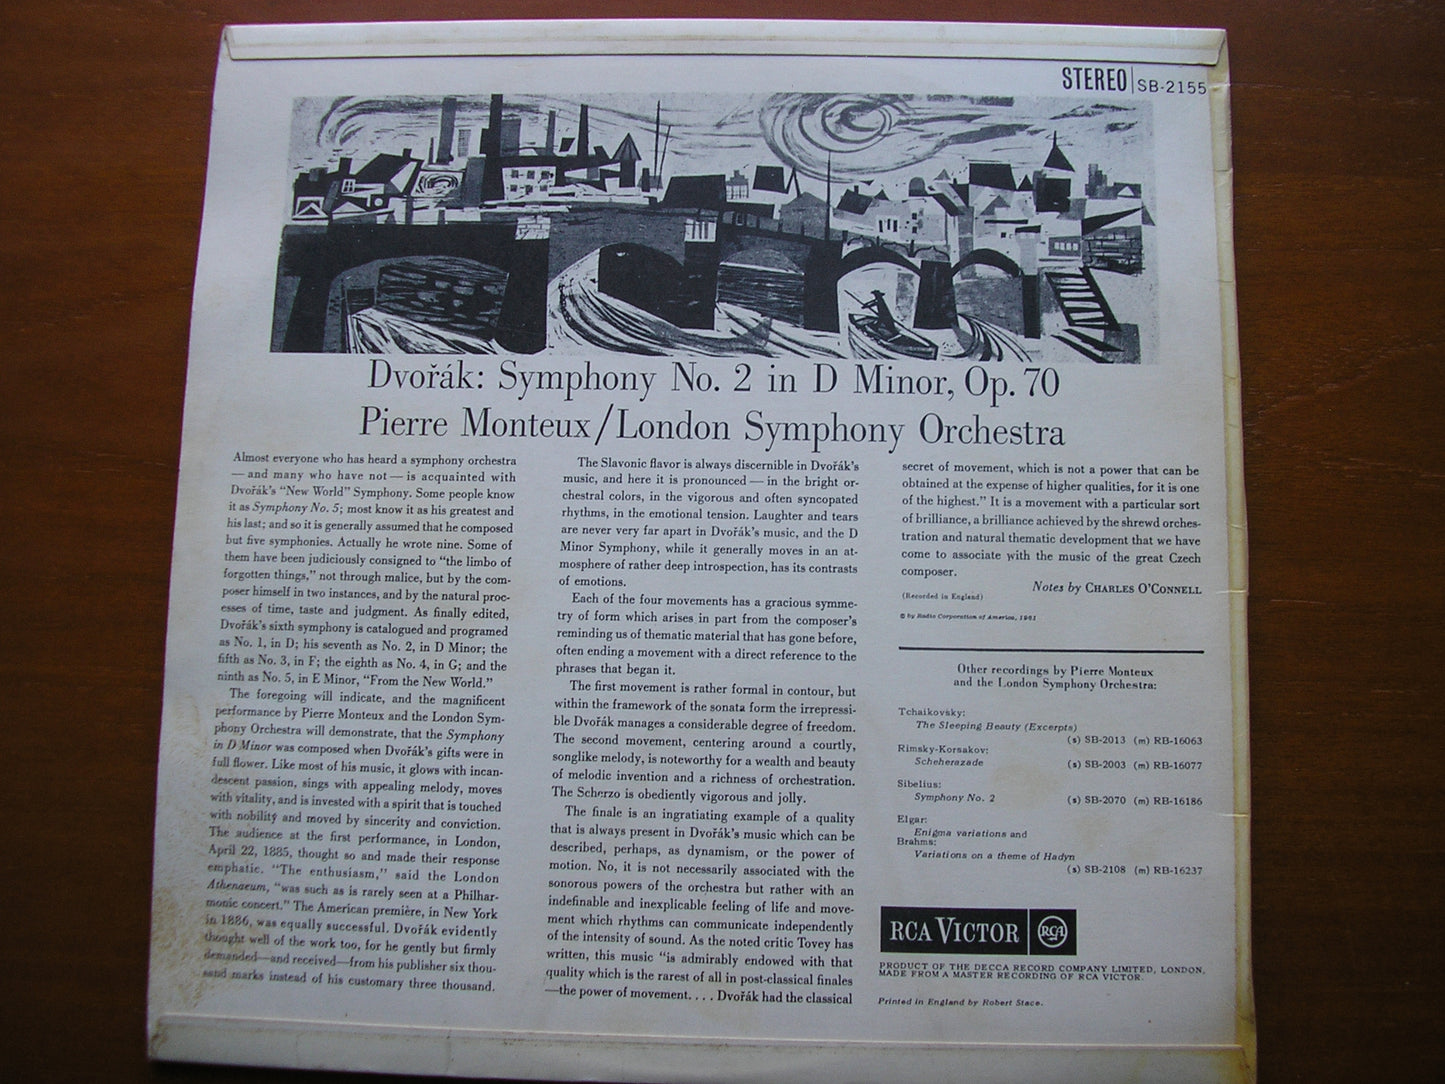 STEREO SB-2155
Dvořák: Symphony No. 2 in D Minor, Op. 70
Pierre Monteux/London Symphony Orchestra
Almost everyone who has heard a symphony orchestra
— and many who have not — is acquainted with
Dvořák's "New World" Symphony. Some people know
it as Symphony No. 5; most know it as his greatest and
his last; and so it is generally assumed that he composed
but five symphonies. Actually he wrote nine. Some of
them have been judiciously consigned to "the limbo of
forgotten things," not through malice, but by the com-
poser himself in two instances, and by the natural proc-
esses of time, taste and judgment. As finally edited,
Dvořák's sixth symphony is catalogued and programed
as No. 1, in D; his seventh as No. 2, in D Minor; the
fifth as No. 3, in F; the eighth as No. 4, in G; and the
ninth as No. 5, in E Minor, "From the New World."
The foregoing will indicate, and the magnificent
performance by Pierre Monteux and the London Sym-
phony Orchestra will demonstrate, that the Symphony
in D Minor was composed when Dvořák's gifts were in
full flower. Like most of his music, it glows with incan-
descent passion, sings with appealing melody, moves
with vitality, and is invested with a spirit that is touched
with nobility and moved by sincerity and conviction.
The audience at the first performance, in London,
April 22, 1885, thought so and made their response
emphatic. "The enthusiasm," said the London
Athenaeum, "was such as is rarely seen at a Philhar-
monic concert." The American première, in New York
in 1886, was equally successful. Dvořák evidently
thought well of the work too, for he gently but firmly
demanded—and received—from his publisher six thou-
sand marks instead of his customary three thousand.
The Slavonic flavor is always discernible in Dvořák's
music, and here it is pronounced — in the bright or-
chestral colors, in the vigorous and often syncopated
rhythms, in the emotional tension. Laughter and tears
are never very far apart in Dvořák's music, and the D
Minor Symphony, while it generally moves in an at-
mosphere of rather deep introspection, has its contrasts
of emotions.
Each of the four movements has a gracious symme-
try of form which arises in part from the composer's
reminding us of thematic material that has gone before,
often ending a movement with a direct reference to the
phrases that began it.
The first movement is rather formal in contour, but
within the framework of the sonata form the irrepressi-
ble Dvořák manages a considerable degree of freedom.
The second movement, centering around a courtly,
songlike melody, is noteworthy for a wealth and beauty
of melodic invention and a richness of orchestration.
The Scherzo is obediently vigorous and jolly.
The finale is an ingratiating example of a quality
that is always present in Dvořák's music which can be
described, perhaps, as dynamism, or the power of
motion. No, it is not necessarily associated with the
sonorous powers of the orchestra but rather with an
indefinable and inexplicable feeling of life and move-
ment which rhythms can communicate independently
of the intensity of sound. As the noted critic Tovey has
written, this music "is admirably endowed with that
quality which is the rarest of all in post-classical finales
—the power of movement. . . . Dvořák had the classical
secret of movement, which is not a power that can be
obtained at the expense of higher qualities, for it is one
of the highest." It is a movement with a particular sort
of brilliance, a brilliance achieved by the shrewd orches-
tration and natural thematic development that we have
come to associate with the music of the great Czech
composer.
Notes by CHARLES O'CONNELL
(Recorded in England)
© by Radio Corporation of America, 1961
Other recordings by Pierre Monteux
and the London Symphony Orchestra:
Tchaikovsky:
The Sleeping Beauty (Excerpts)
(s) SB-2013 (m) RB-16063
Rimsky-Korsakov:
Scheherazade (s) SB-2003 (m) RB-16077
Sibelius:
Symphony No. 2 (s) SB-2070 (m) RB-16186
Elgar:
Enigma variations and
Brahms:
Variations on a theme of Hadyn
(s) SB-2108 (m) RB-16237
RCA VICTOR RCA
PRODUCT OF THE DECCA RECORD COMPANY LIMITED, LONDON.
MADE FROM A MASTER RECORDING OF RCA VICTOR.
Printed in England by Robert Stace.